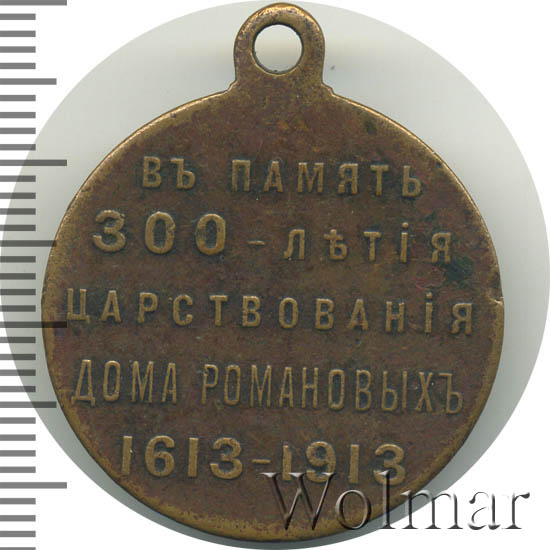 ВЪ ПАМЯТЬ
300-ЛѢТІЯ
ЦАРСТВОВАНІЯ
ДОМА РОМАНОВЫХЪ
1613-1913
Wolmar